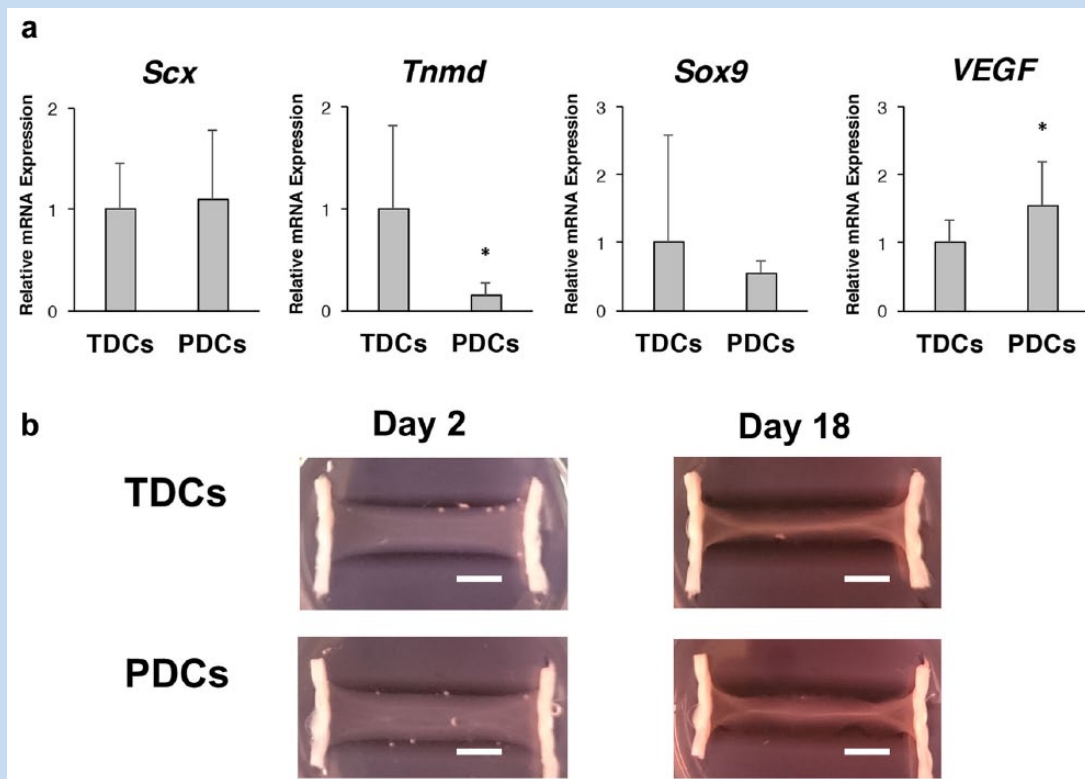 a
Scx
Tnmd
Sox9
VEGF
Relative mRNA Expression
2
1
0
TDCs PDCs
Relative mRNA Expression
2
1
0
*
TDCs PDCs
Relative mRNA Expression
3
2
1
0
TDCs PDCs
Relative mRNA Expression
3
2
1
0
*
TDCs PDCs
b
Day 2
Day 18
TDCs
PDCs